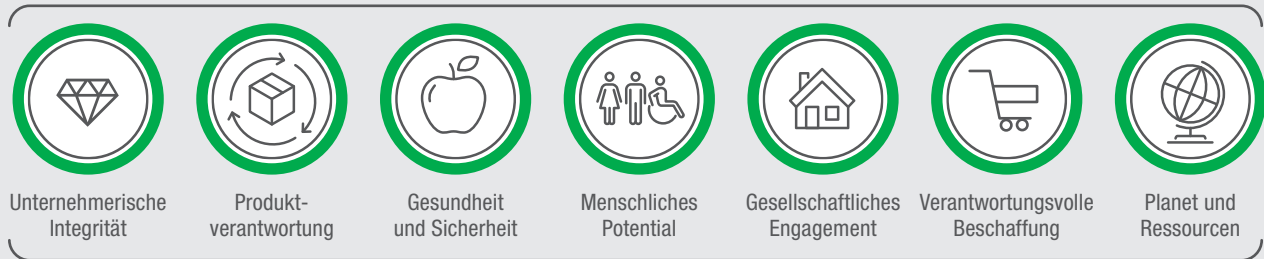 Unternehmerische
Integrität
Produkt-
verantwortung
Gesundheit
und Sicherheit
Menschliches
Potential
Gesellschaftliches
Engagement
Verantwortungsvolle
Beschaffung
Planet und
Ressourcen